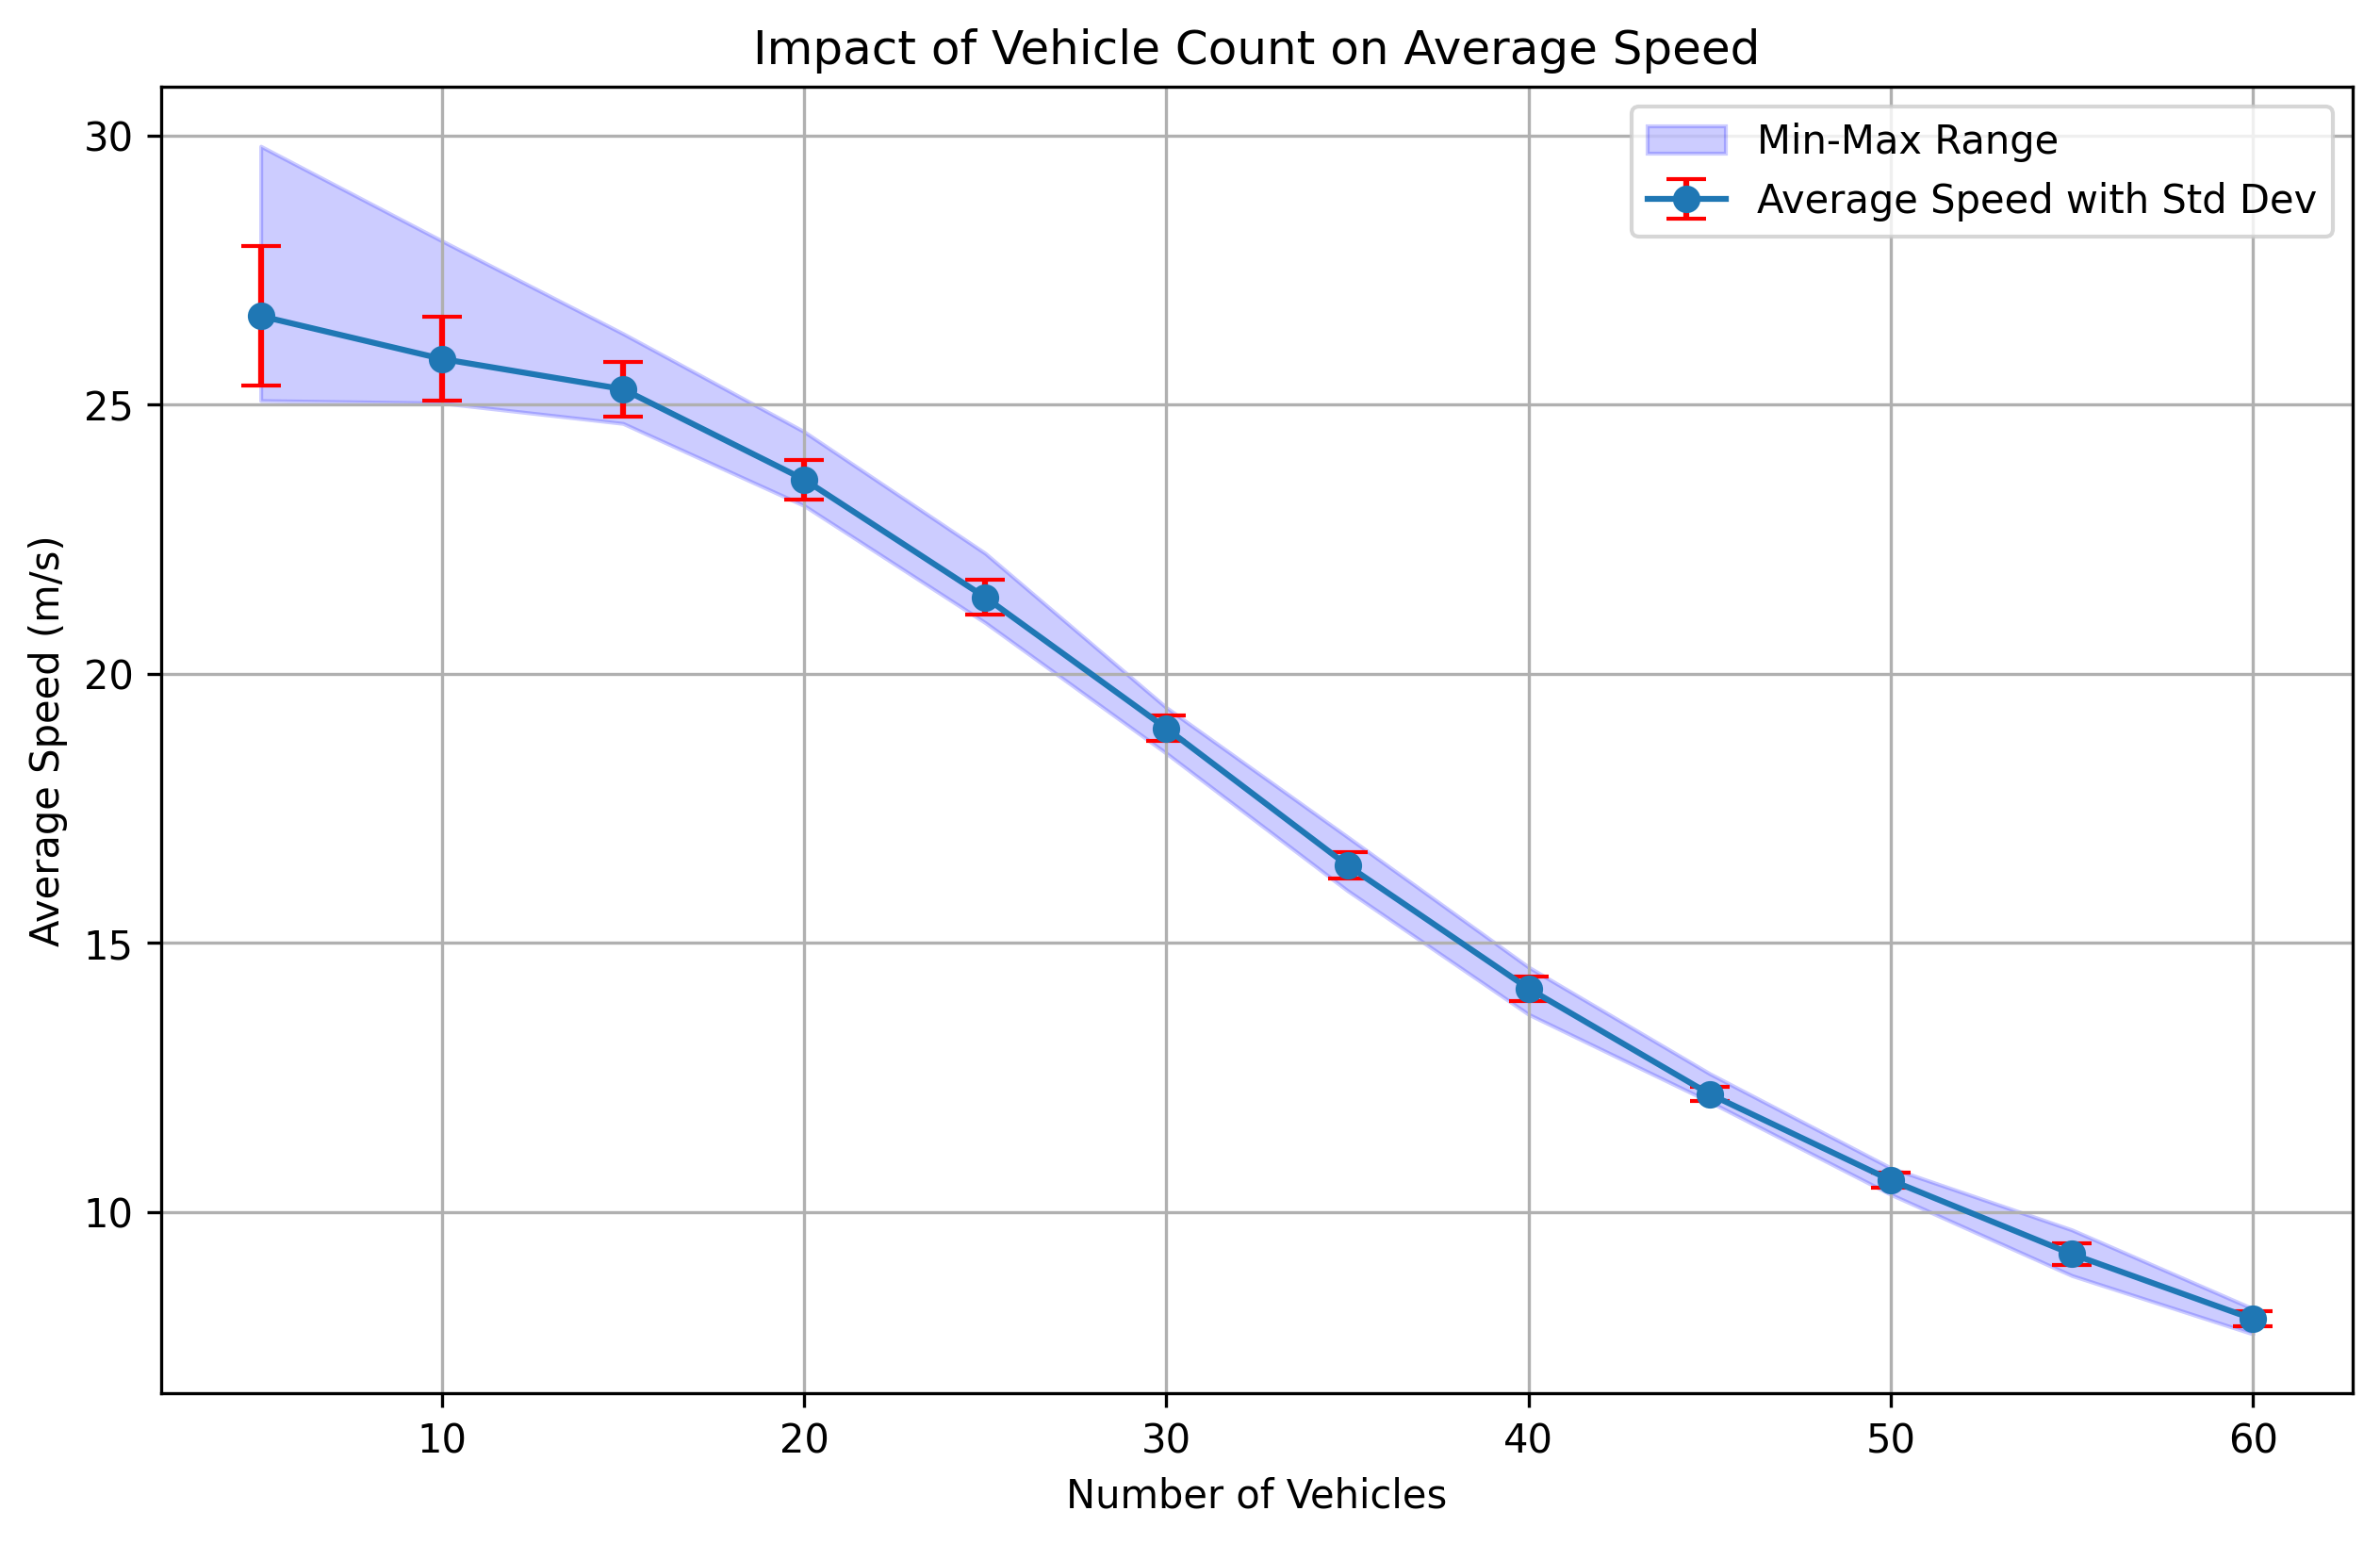 Impact of Vehicle Count on Average Speed
Min-Max Range
Average Speed with Std Dev
30
25
20
15
10
Average Speed (m/s)
10 20 30 40 50 60
Number of Vehicles